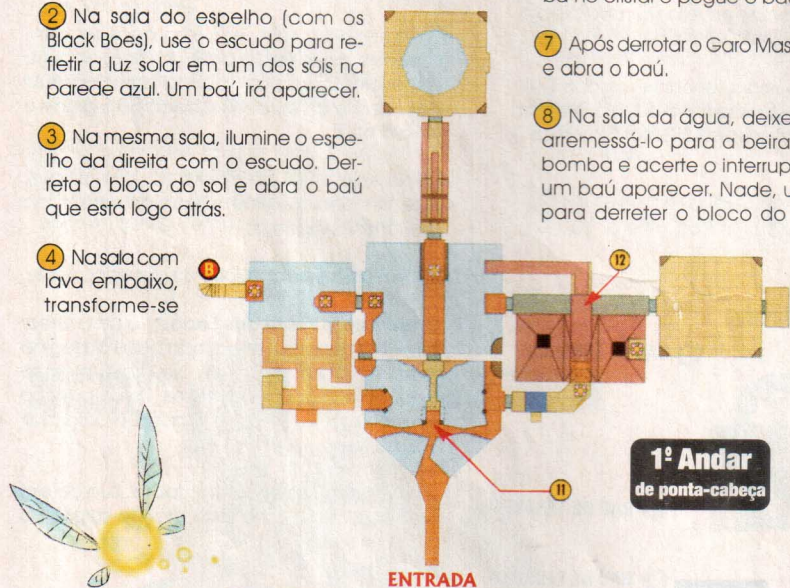 2 Na sala do espelho (com os
Black Boes), use o escudo para re-
fletir a luz solar em um dos sóis na
parede azul. Um baú irá aparecer.
3 Na mesma sala, ilumine o espe-
lho da direita com o escudo. Der-
reta o bloco do sol e abra o baú
que está logo atrás.
4 Na sala com
lava embaixo,
transforme-se
7 Após derrotar o Garo Mas
e abra o baú.
8 Na sala da água, deixe
arremessá-lo para a beira
bomba e acerte o interrup
um baú aparecer. Nade, u
para derreter o bloco do
B
12
11
1º Andar
de ponta-cabeça
ENTRADA